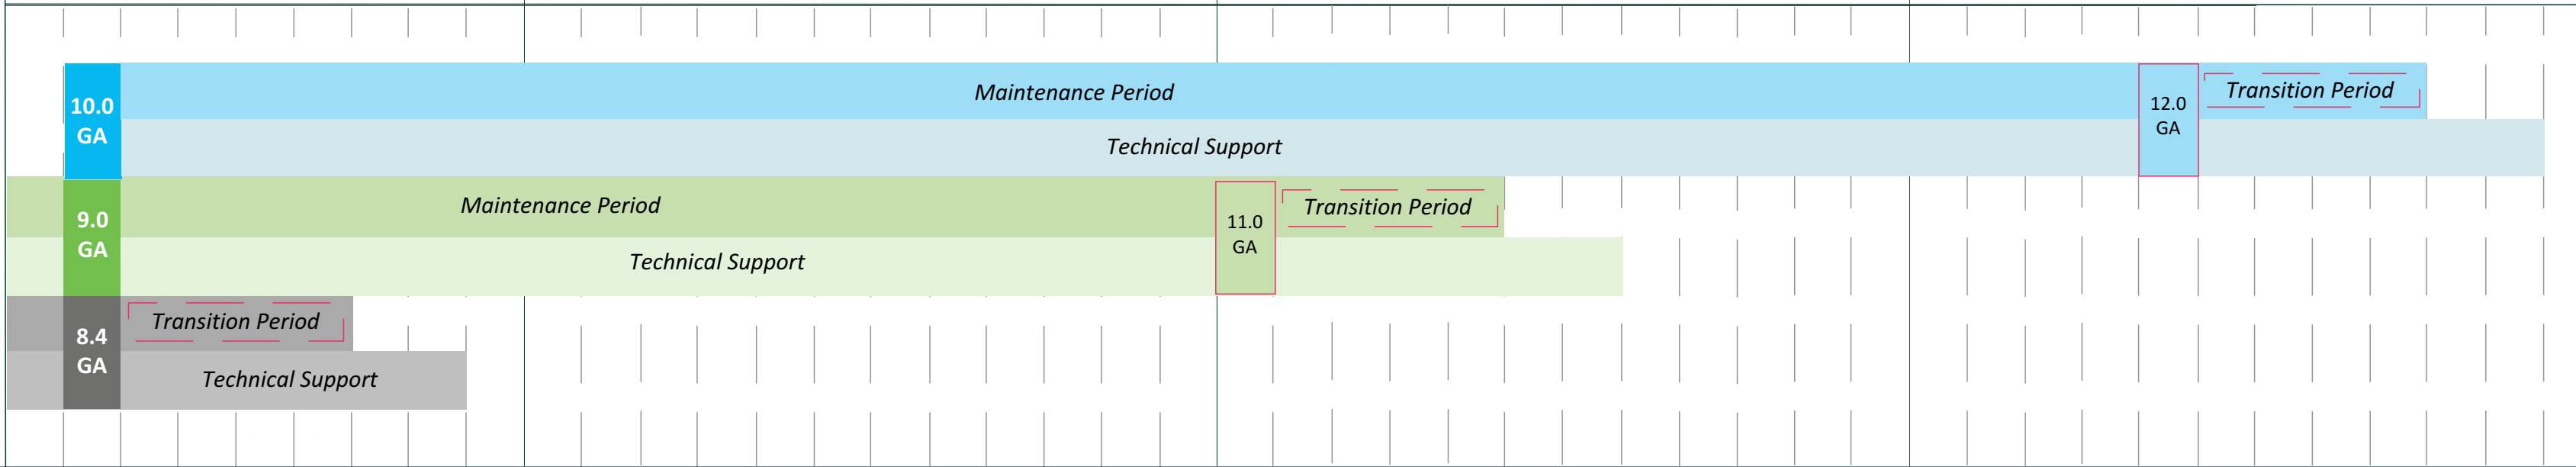 10.0
GA
Maintenance Period
12.0
GA
Transition Period
Technical Support
9.0
GA
Maintenance Period
11.0
GA
Transition Period
Technical Support
8.4
GA
Transition Period
Technical Support